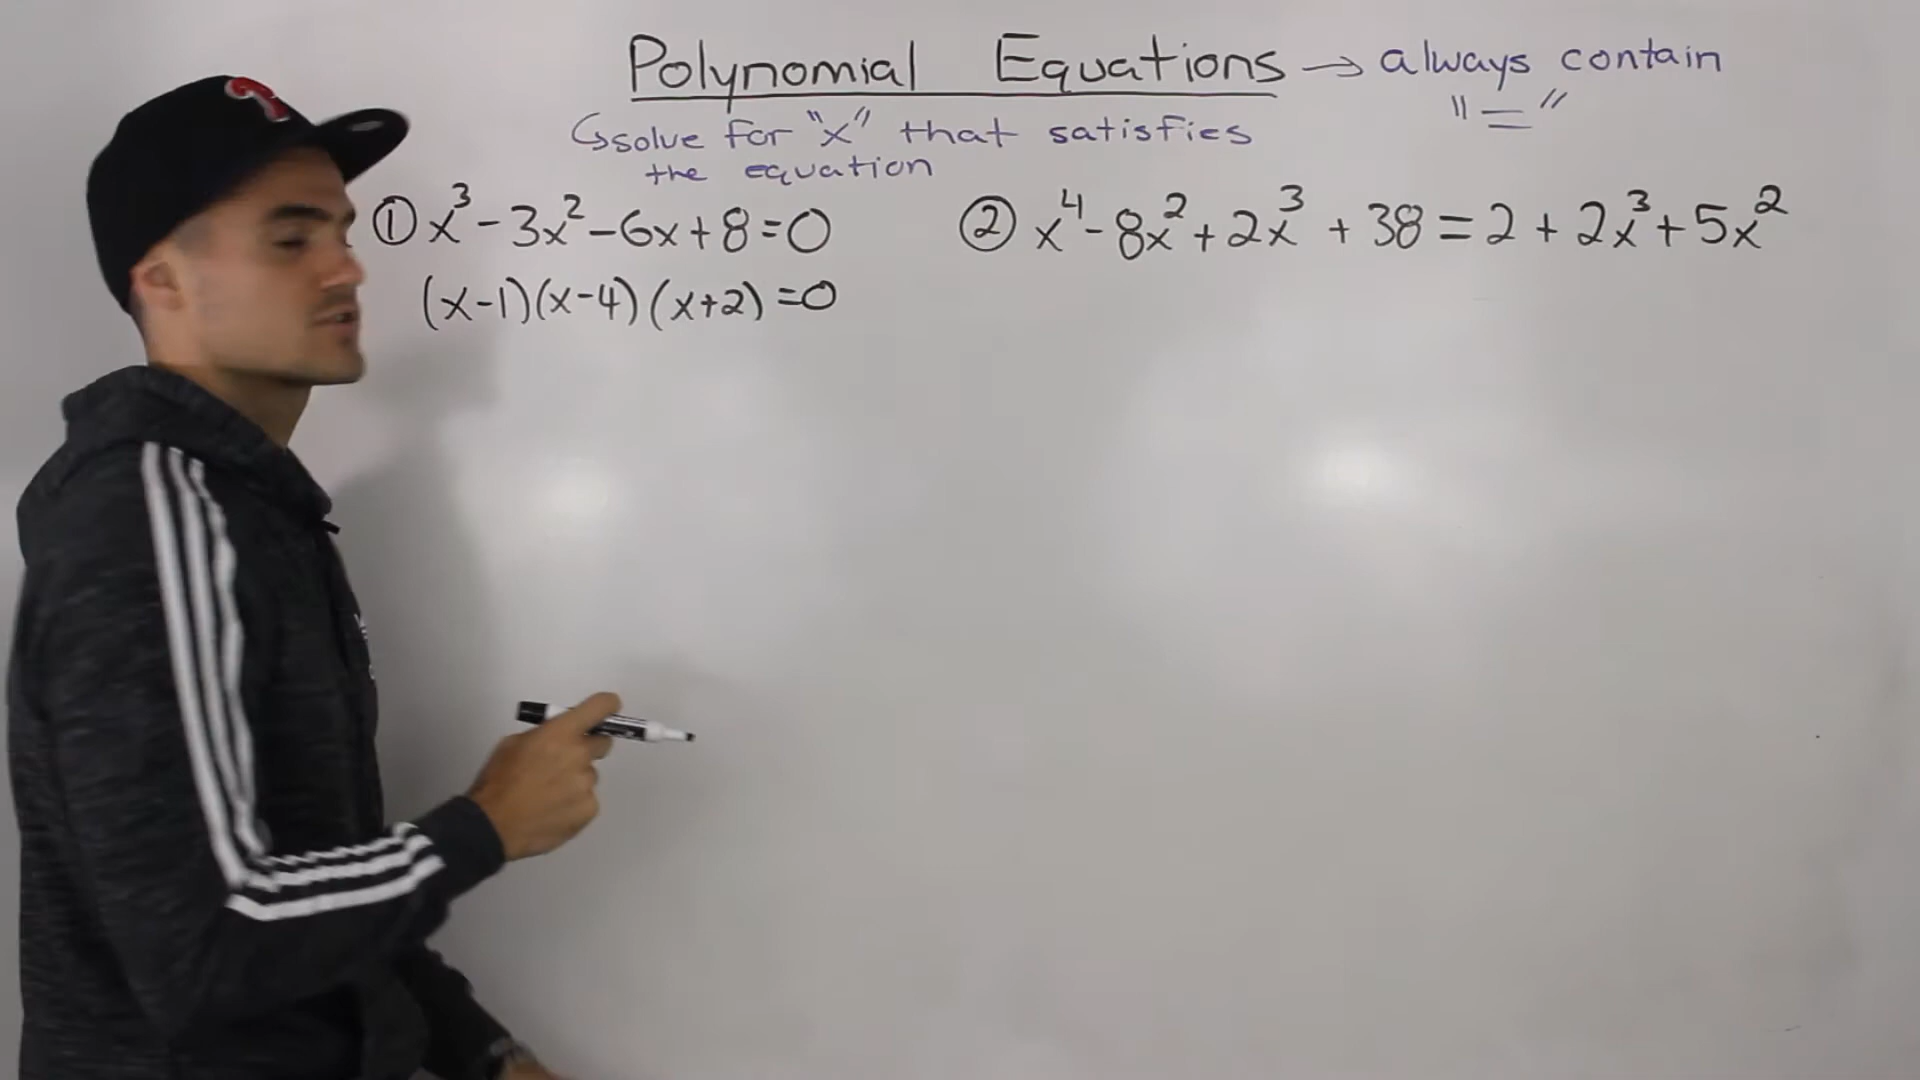 Polynomial Equations → always contain
"="
↳solve for "x" that satisfies
the equation
① x³ - 3x² - 6x + 8 = 0
(x-1)(x-4)(x+2) = 0
② x⁴ - 8x² + 2x³ + 38 = 2 + 2x³ + 5x²